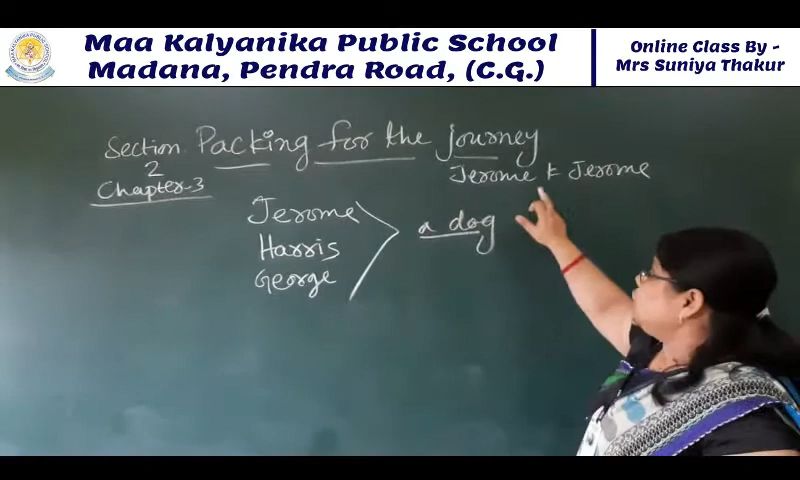 Maa Kalyanika Public School
Madana, Pendra Road, (C.G.)
Online Class By -
Mrs Suniya Thakur
Section Packing for the journey
2
Chapter-3
Jerome K Jerome
Jerome
Harris
George
a dog